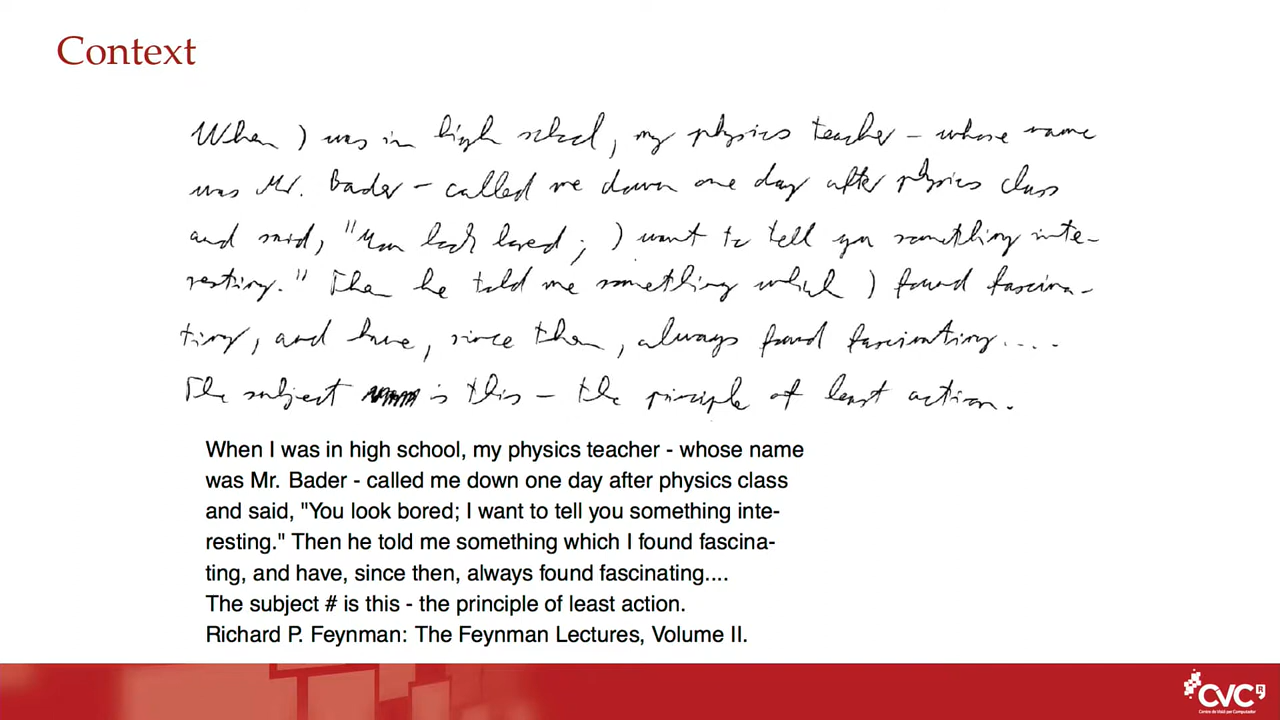 Context
When I was in high school, my physics teacher - whose name
was Mr. Bader - called me down one day after physics class
and said, "You look bored; I want to tell you something inte-
resting." Then he told me something which I found fascina-
ting, and have, since then, always found fascinating....
The subject is this - the principle of least action.
When I was in high school, my physics teacher - whose name
was Mr. Bader - called me down one day after physics class
and said, "You look bored; I want to tell you something inte-
resting." Then he told me something which I found fascina-
ting, and have, since then, always found fascinating....
The subject # is this - the principle of least action.
Richard P. Feynman: The Feynman Lectures, Volume II.
CVC
Centre de Visió per Computador